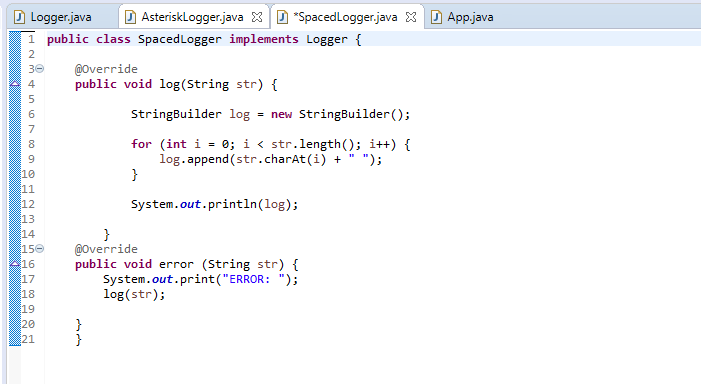 Logger.java AsteriskLogger.java *SpacedLogger.java App.java
1 public class SpacedLogger implements Logger {
2
3 @Override
4 public void log(String str) {
5
6 StringBuilder log = new StringBuilder();
7
8 for (int i = 0; i < str.length(); i++) {
9 log.append(str.charAt(i) + " ");
10 }
11
12 System.out.println(log);
13
14 }
15 @Override
16 public void error (String str) {
17 System.out.print("ERROR: ");
18 log(str);
19
20 }
21 }